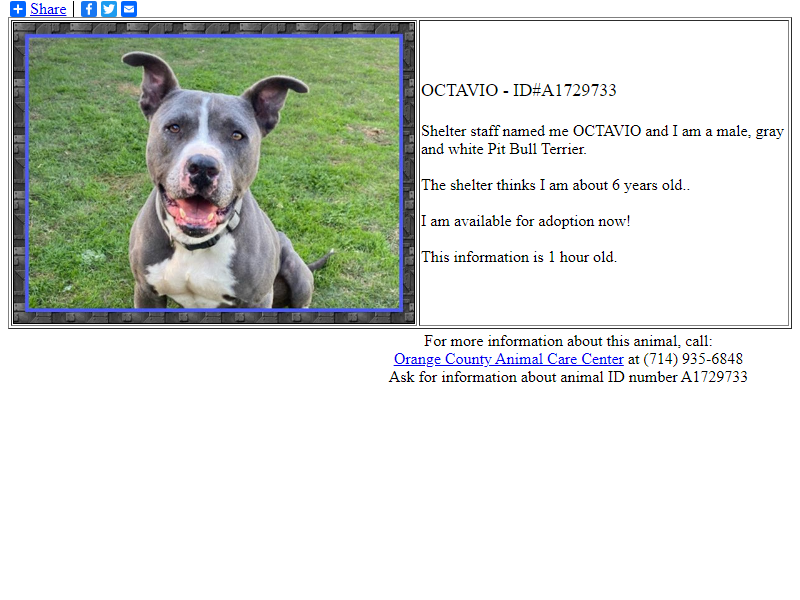 Share
OCTAVIO - ID#A1729733
Shelter staff named me OCTAVIO and I am a male, gray
and white Pit Bull Terrier.
The shelter thinks I am about 6 years old..
I am available for adoption now!
This information is 1 hour old.
For more information about this animal, call:
Orange County Animal Care Center at (714) 935-6848
Ask for information about animal ID number A1729733